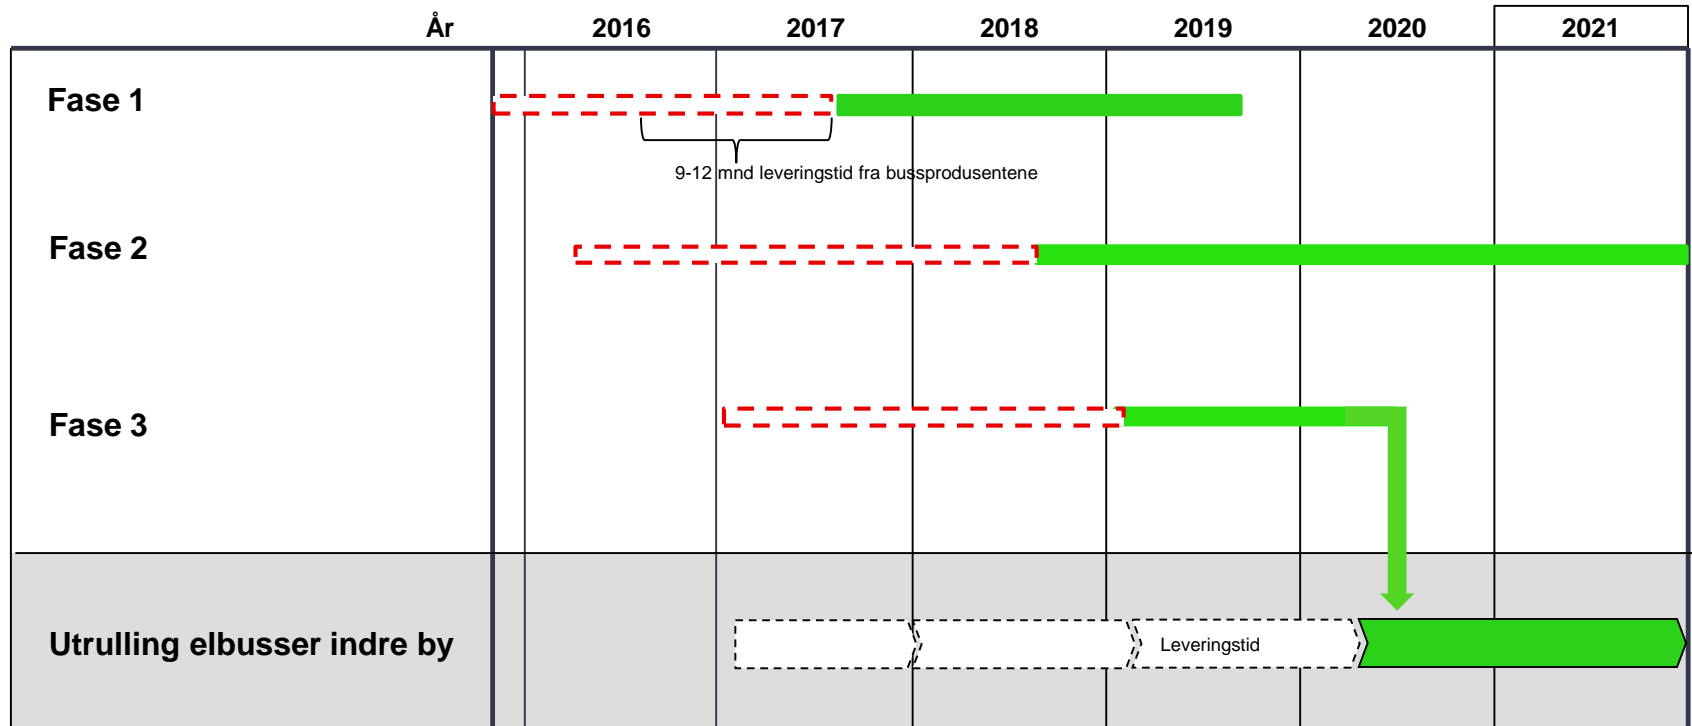 År 2016 2017 2018 2019 2020 2021
Fase 1
9-12 mnd leveringstid fra bussprodusentene
Fase 2
Fase 3
Utrulling elbusser indre by
Leveringstid